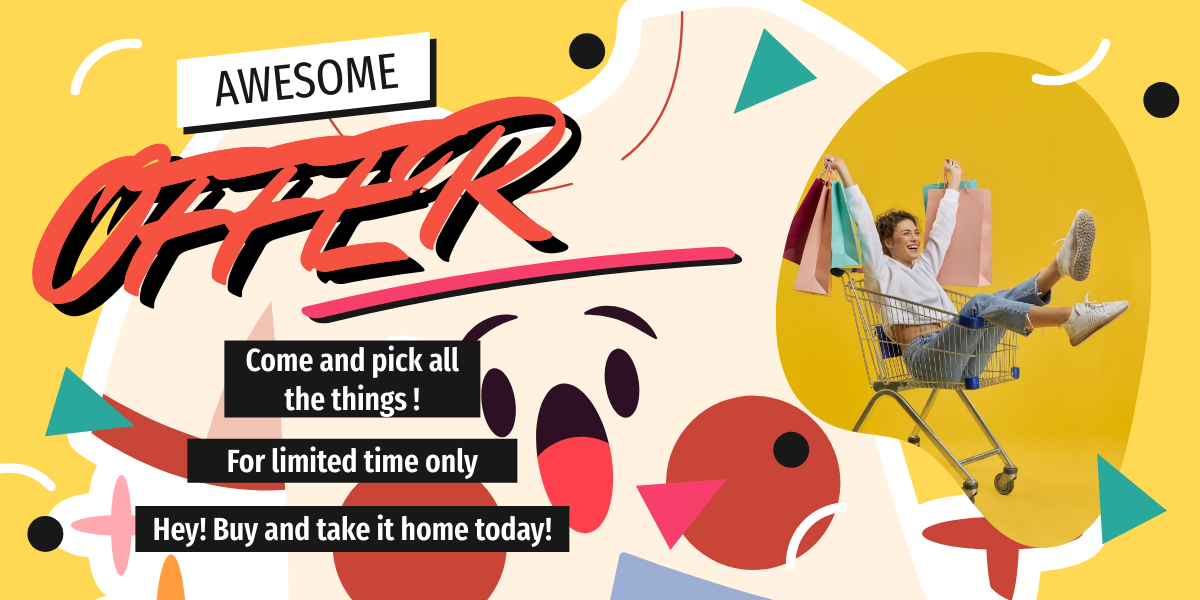 AWESOME
OFFER
Come and pick all
the things !
For limited time only
Hey! Buy and take it home today!